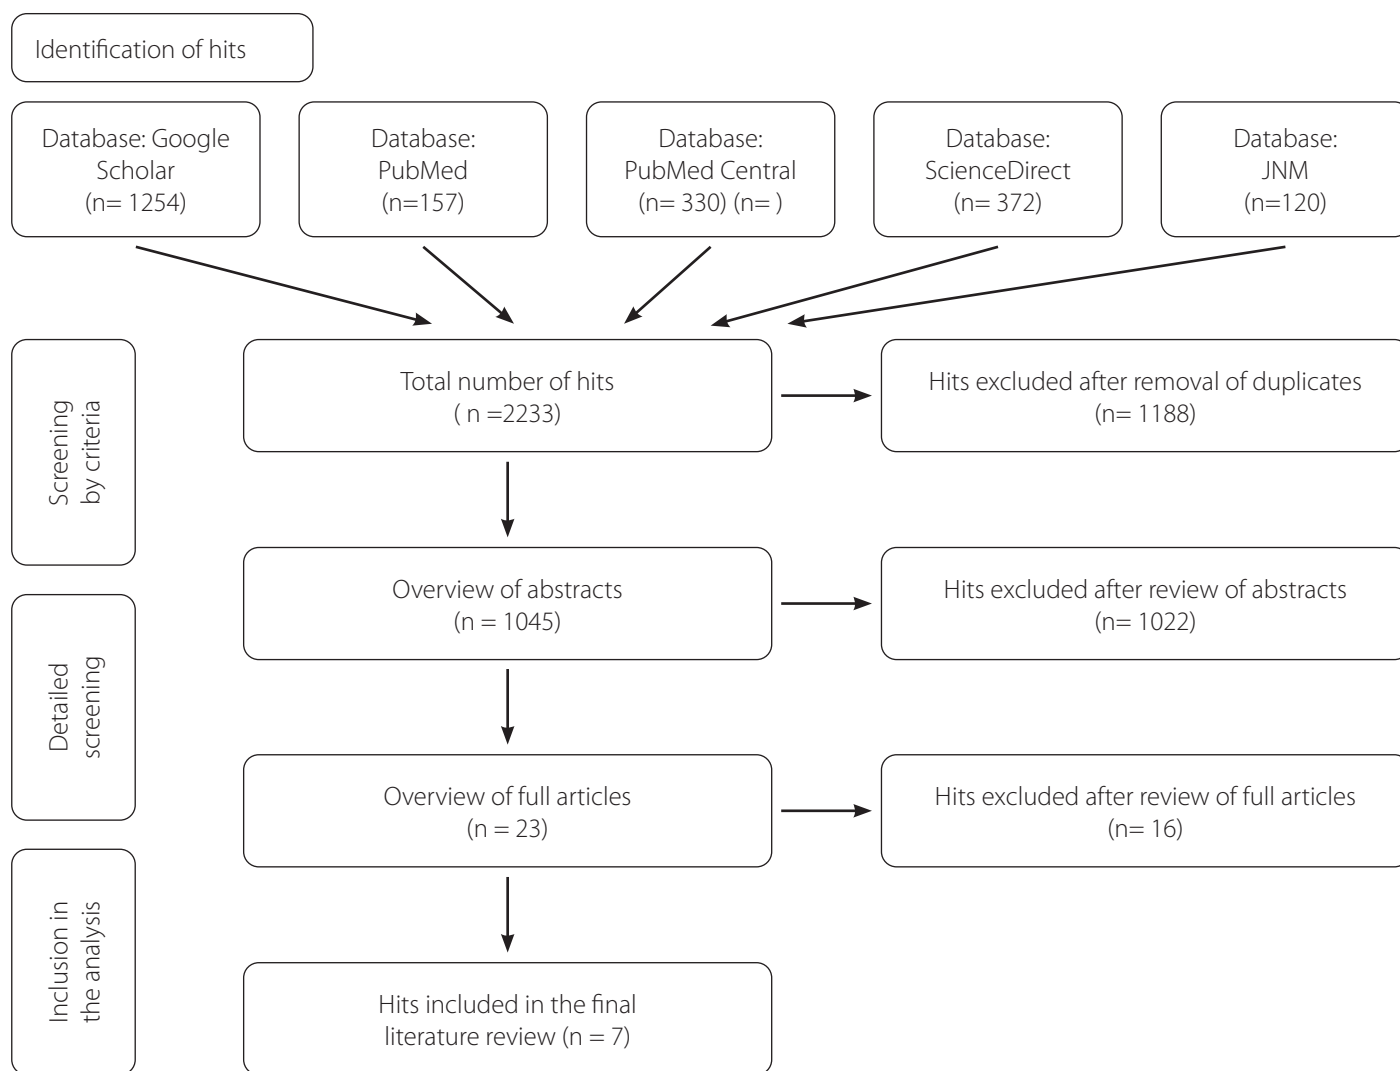 Identification of hits
Database: Google
Scholar
(n= 1254)
Database:
PubMed
(n=157)
Database:
PubMed Central
(n= 330) (n= )
Database:
ScienceDirect
(n= 372)
Database:
JNM
(n=120)
Screening
by criteria
Total number of hits
( n =2233)
Hits excluded after removal of duplicates
(n= 1188)
Overview of abstracts
(n = 1045)
Hits excluded after review of abstracts
(n= 1022)
Detailed
screening
Overview of full articles
(n = 23)
Hits excluded after review of full articles
(n= 16)
Inclusion in
the analysis
Hits included in the final
literature review (n = 7)